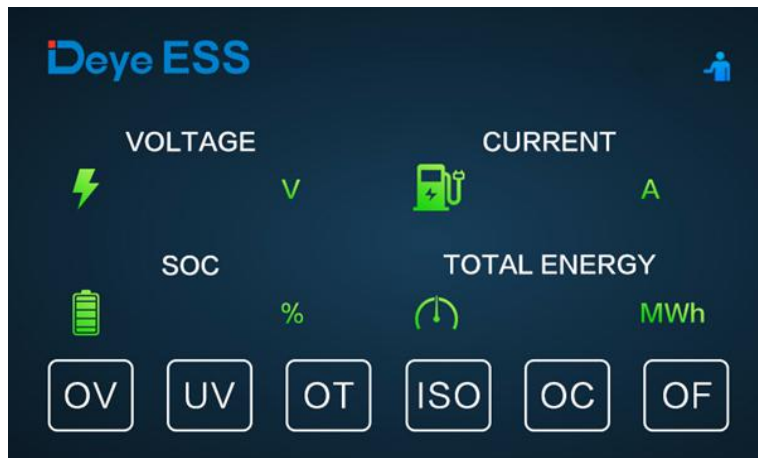 Deye ESS
VOLTAGE CURRENT
V A
SOC TOTAL ENERGY
% MWh
OV UV OT ISO OC OF